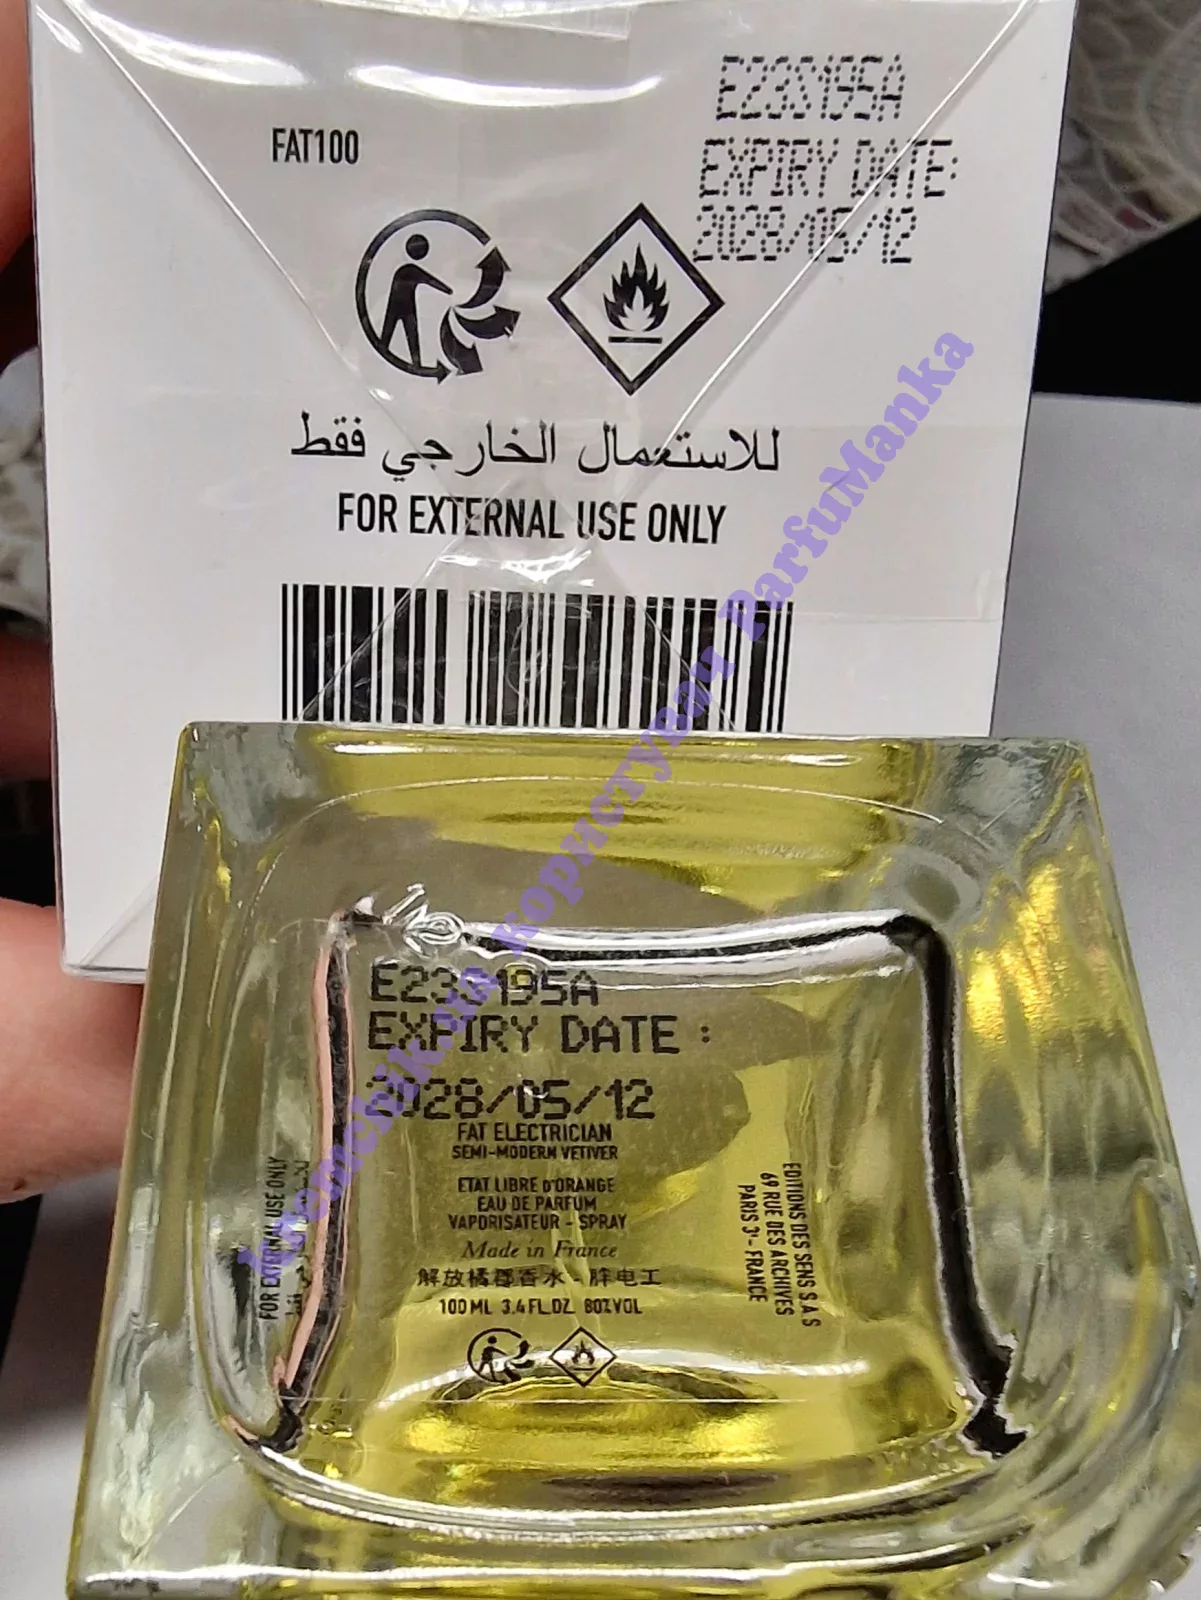 E23S195A
EXPIRY DATE:
2028/05/12
FAT100
للاستعمال الخارجي فقط
FOR EXTERNAL USE ONLY
E23S195A
EXPIRY DATE :
2028/05/12
FAT ELECTRICIAN
SEMI-MODERN VETIVER
ETAT LIBRE D'ORANGE
EAU DE PARFUM
VAPORISATEUR - SPRAY
Made in France
解放橘郡香水 - 胖电工
100 ML 3.4 FL.OZ. 80%VOL
FOR EXTERNAL USE ONLY
EDITIONS DES SENS S.A.S
69 RUE DES ARCHIVES
PARIS 3ᵉ - FRANCE
користувач ParfuManka